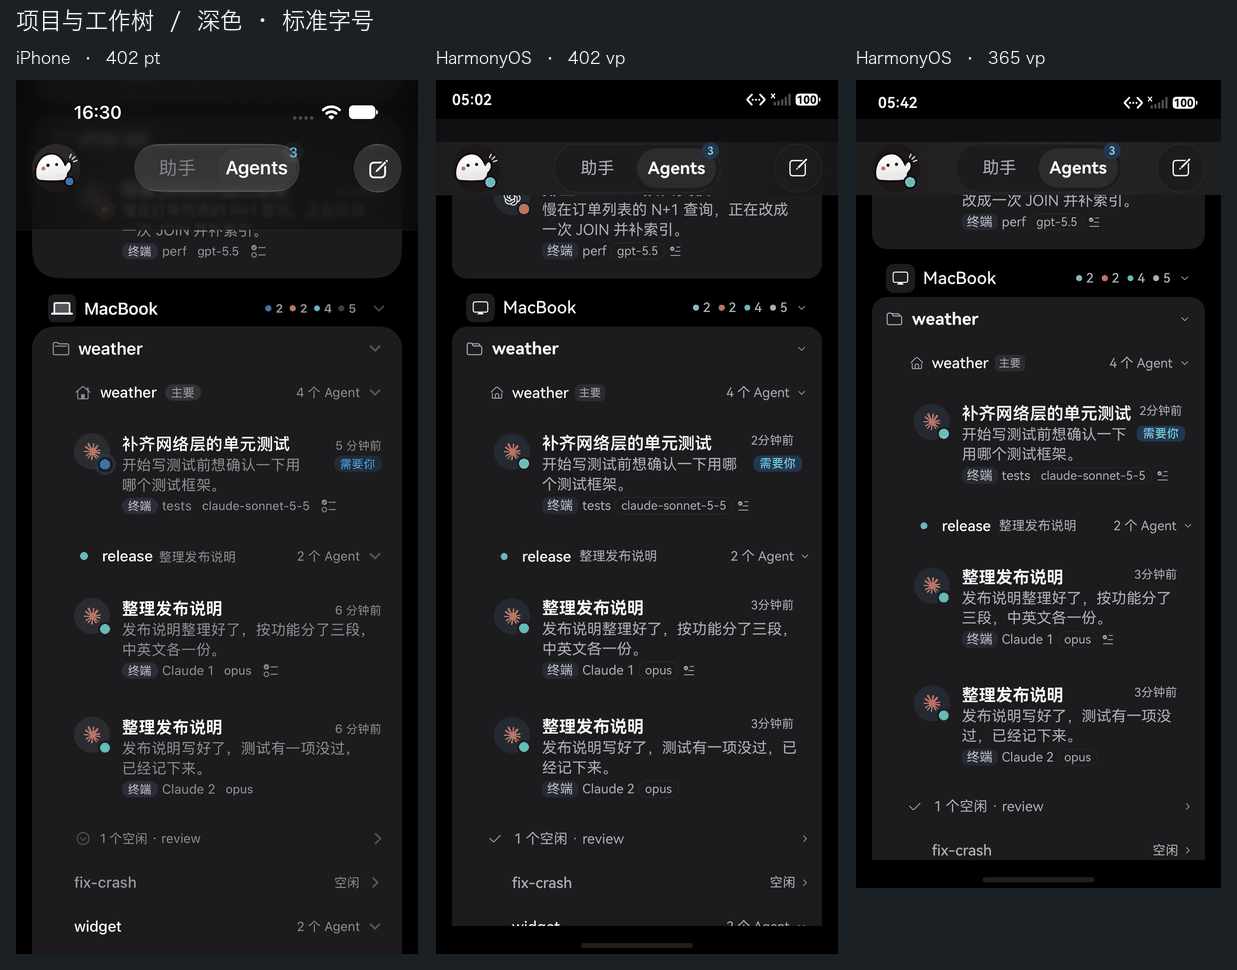 项目与工作树 / 深色 · 标准字号
iPhone · 402 pt
16:30
助手
Agents
3
一次 JOIN 并补索引。
终端 perf gpt-5.5
MacBook
2 2 4 5
weather
weather 主要
4 个 Agent
补齐网络层的单元测试
5 分钟前
开始写测试前想确认一下用
需要你
哪个测试框架。
终端 tests claude-sonnet-5-5
release 整理发布说明
2 个 Agent
整理发布说明
6 分钟前
发布说明整理好了，按功能分了三段，
中英文各一份。
终端 Claude 1 opus
整理发布说明
6 分钟前
发布说明写好了，测试有一项没过，
已经记下来。
终端 Claude 2 opus
1 个空闲 · review
fix-crash
空闲
widget
2 个 Agent
HarmonyOS · 402 vp
05:02
100
助手
Agents
3
慢在订单列表的 N+1 查询，正在改成
一次 JOIN 并补索引。
终端 perf gpt-5.5
MacBook
2 2 4 5
weather
weather 主要
4 个 Agent
补齐网络层的单元测试
2分钟前
开始写测试前想确认一下用哪
需要你
个测试框架。
终端 tests claude-sonnet-5-5
release 整理发布说明
2 个 Agent
整理发布说明
3分钟前
发布说明整理好了，按功能分了三段，
中英文各一份。
终端 Claude 1 opus
整理发布说明
3分钟前
发布说明写好了，测试有一项没过，已
经记下来。
终端 Claude 2 opus
1 个空闲 · review
fix-crash
空闲
widget
2 个 Agent
HarmonyOS · 365 vp
05:42
100
助手
Agents
3
改成一次 JOIN 并补索引。
终端 perf gpt-5.5
MacBook
2 2 4 5
weather
weather 主要
4 个 Agent
补齐网络层的单元测试
2分钟前
开始写测试前想确认一下
需要你
用哪个测试框架。
终端 tests claude-sonnet-5-5
release 整理发布说明
2 个 Agent
整理发布说明
3分钟前
发布说明整理好了，按功能分了
三段，中英文各一份。
终端 Claude 1 opus
整理发布说明
3分钟前
发布说明写好了，测试有一项没
过，已经记下来。
终端 Claude 2 opus
1 个空闲 · review
fix-crash
空闲